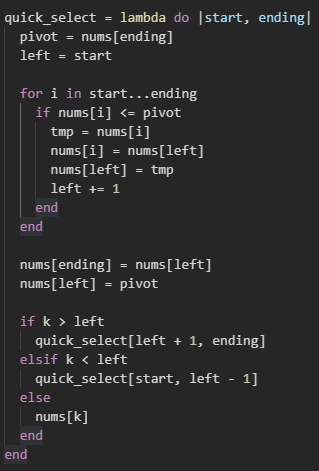 quick_select = lambda do |start, ending|
  pivot = nums[ending]
  left = start

  for i in start...ending
    if nums[i] <= pivot
      tmp = nums[i]
      nums[i] = nums[left]
      nums[left] = tmp
      left += 1
    end
  end

  nums[ending] = nums[left]
  nums[left] = pivot

  if k > left
    quick_select[left + 1, ending]
  elsif k < left
    quick_select[start, left - 1]
  else
    nums[k]
  end
end